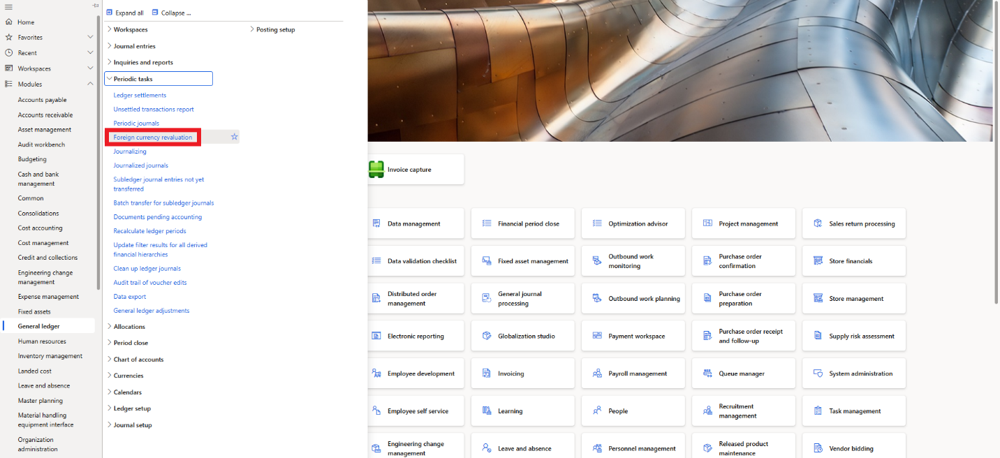 Home
Favorites
Recent
Workspaces
Modules
Accounts payable
Accounts receivable
Asset management
Audit workbench
Budgeting
Cash and bank
management
Common
Consolidations
Cost accounting
Cost management
Credit and collections
Engineering change
management
Expense management
Fixed assets
General ledger
Human resources
Inventory management
Landed cost
Leave and absence
Master planning
Material handling
equipment interface
Organization
administration
Expand all
Collapse ...
Workspaces
Journal entries
Inquiries and reports
Periodic tasks
Ledger settlements
Unsettled transactions report
Periodic journals
Foreign currency revaluation
Journalizing
Journalized journals
Subledger journal entries not yet
transferred
Batch transfer for subledger journals
Documents pending accounting
Recalculate ledger periods
Update filter results for all derived
financial hierarchies
Clean up ledger journals
Audit trail of voucher edits
Data export
General ledger adjustments
Allocations
Period close
Chart of accounts
Currencies
Calendars
Ledger setup
Journal setup
Posting setup
Invoice capture
Data management
Financial period close
Optimization advisor
Project management
Sales return processing
Data validation checklist
Fixed asset management
Outbound work
monitoring
Purchase order
confirmation
Store financials
Distributed order
management
General journal
processing
Outbound work planning
Purchase order
preparation
Store management
Electronic reporting
Globalization studio
Payment workspace
Purchase order receipt
and follow-up
Supply risk assessment
Employee development
Invoicing
Payroll management
Queue manager
System administration
Employee self service
Learning
People
Recruitment
management
Task management
Engineering change
management
Leave and absence
Personnel management
Released product
maintenance
Vendor bidding